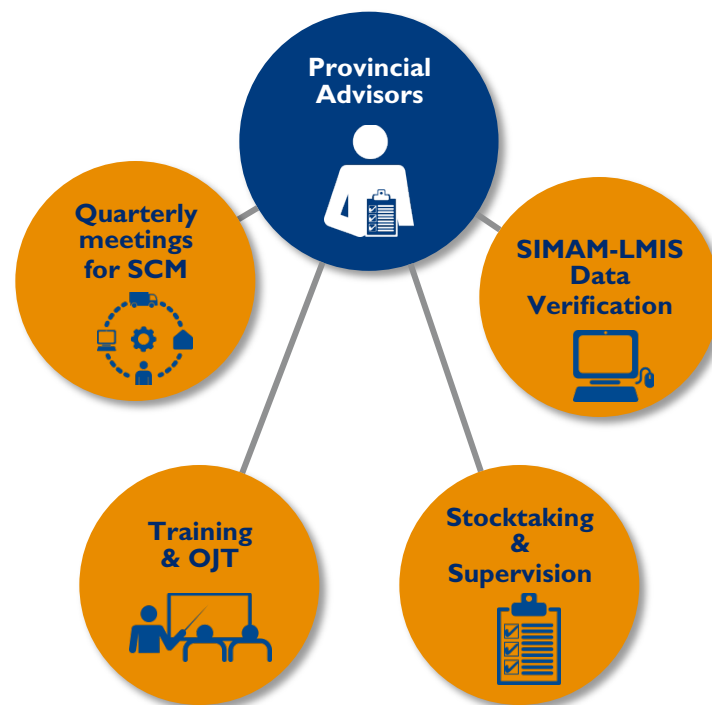 Provincial
Advisors
Quarterly
meetings
for SCM
SIMAM-LMIS
Data
Verification
Training
& OJT
Stocktaking
&
Supervision